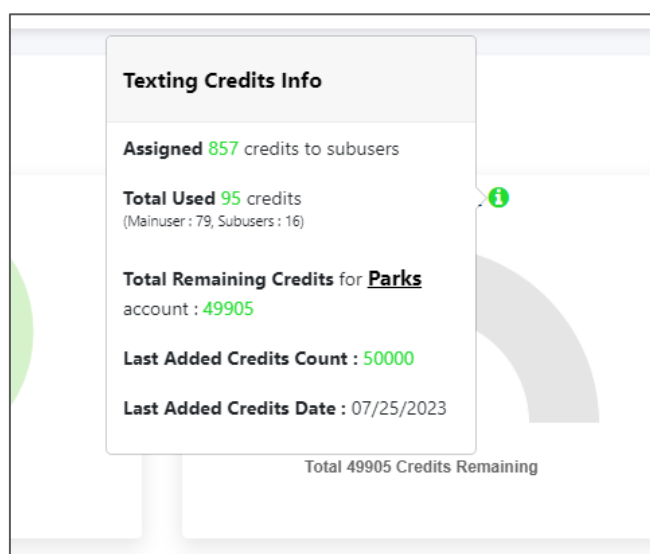 Texting Credits Info
Assigned 857 credits to subusers
Total Used 95 credits
(Mainuser : 79, Subusers : 16)
Total Remaining Credits for Parks
account : 49905
Last Added Credits Count : 50000
Last Added Credits Date : 07/25/2023
Total 49905 Credits Remaining